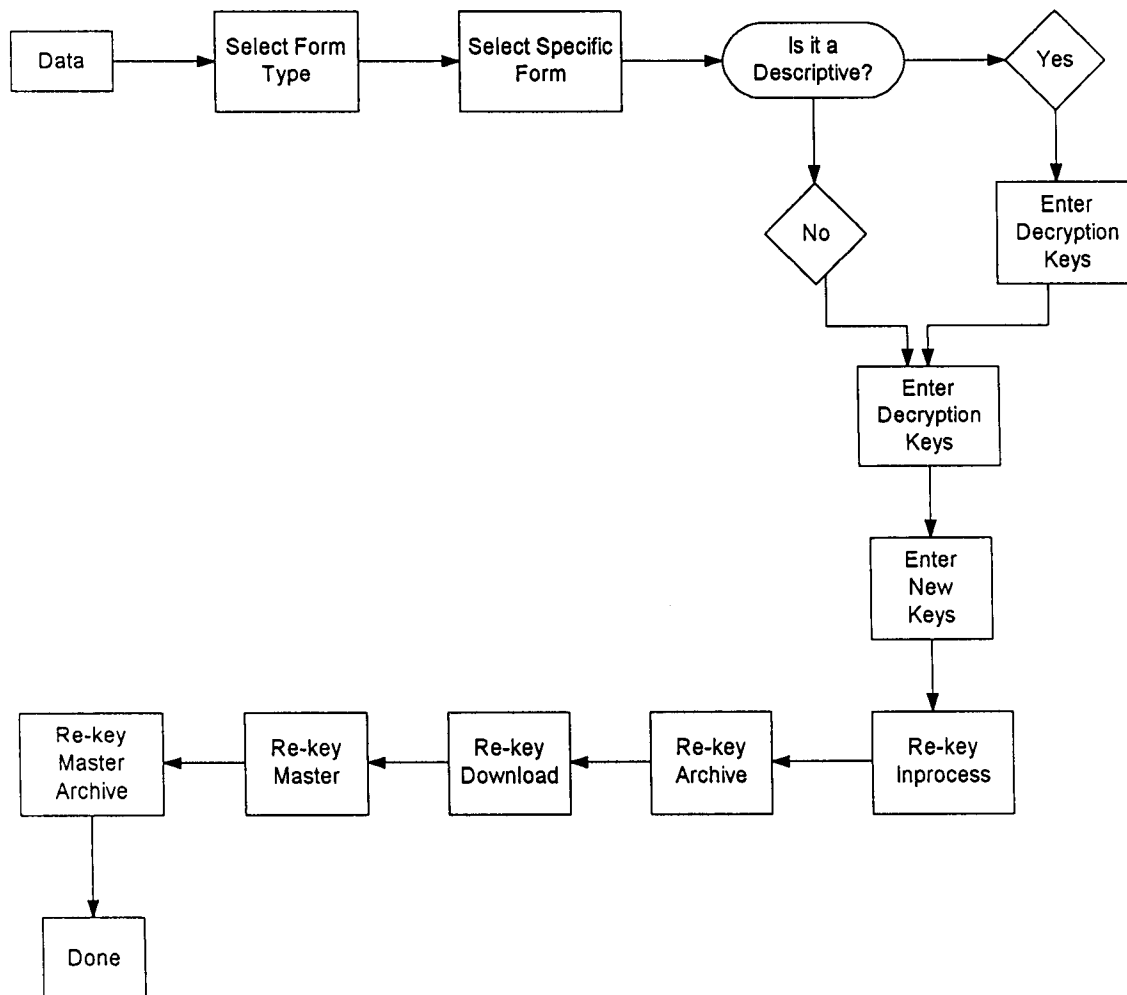 Data
Select Form
Type
Select Specific
Form
Is it a
Descriptive?
Yes
No
Enter
Decryption
Keys
Enter
Decryption
Keys
Enter
New
Keys
Re-key
Inprocess
Re-key
Archive
Re-key
Download
Re-key
Master
Re-key
Master
Archive
Done